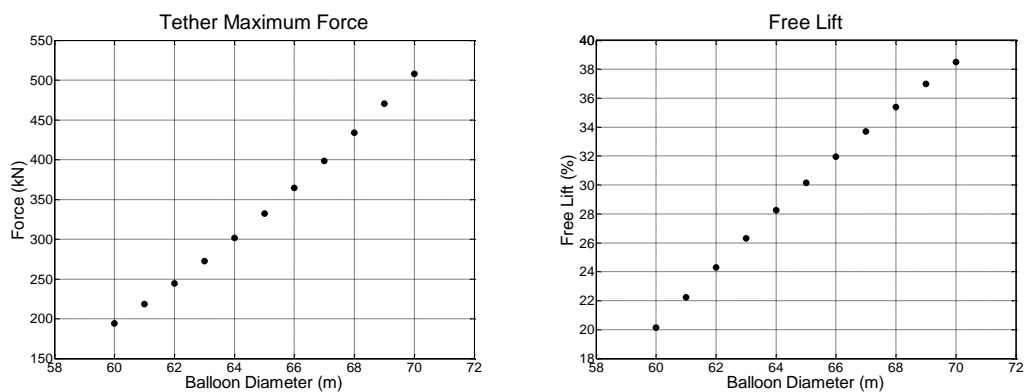 Tether Maximum Force
550
500
450
400
350
300
250
200
150
Force (kN)
58 60 62 64 66 68 70 72
Balloon Diameter (m)
Free Lift
40
38
36
34
32
30
28
26
24
22
20
18
Free Lift (%)
58 60 62 64 66 68 70 72
Balloon Diameter (m)